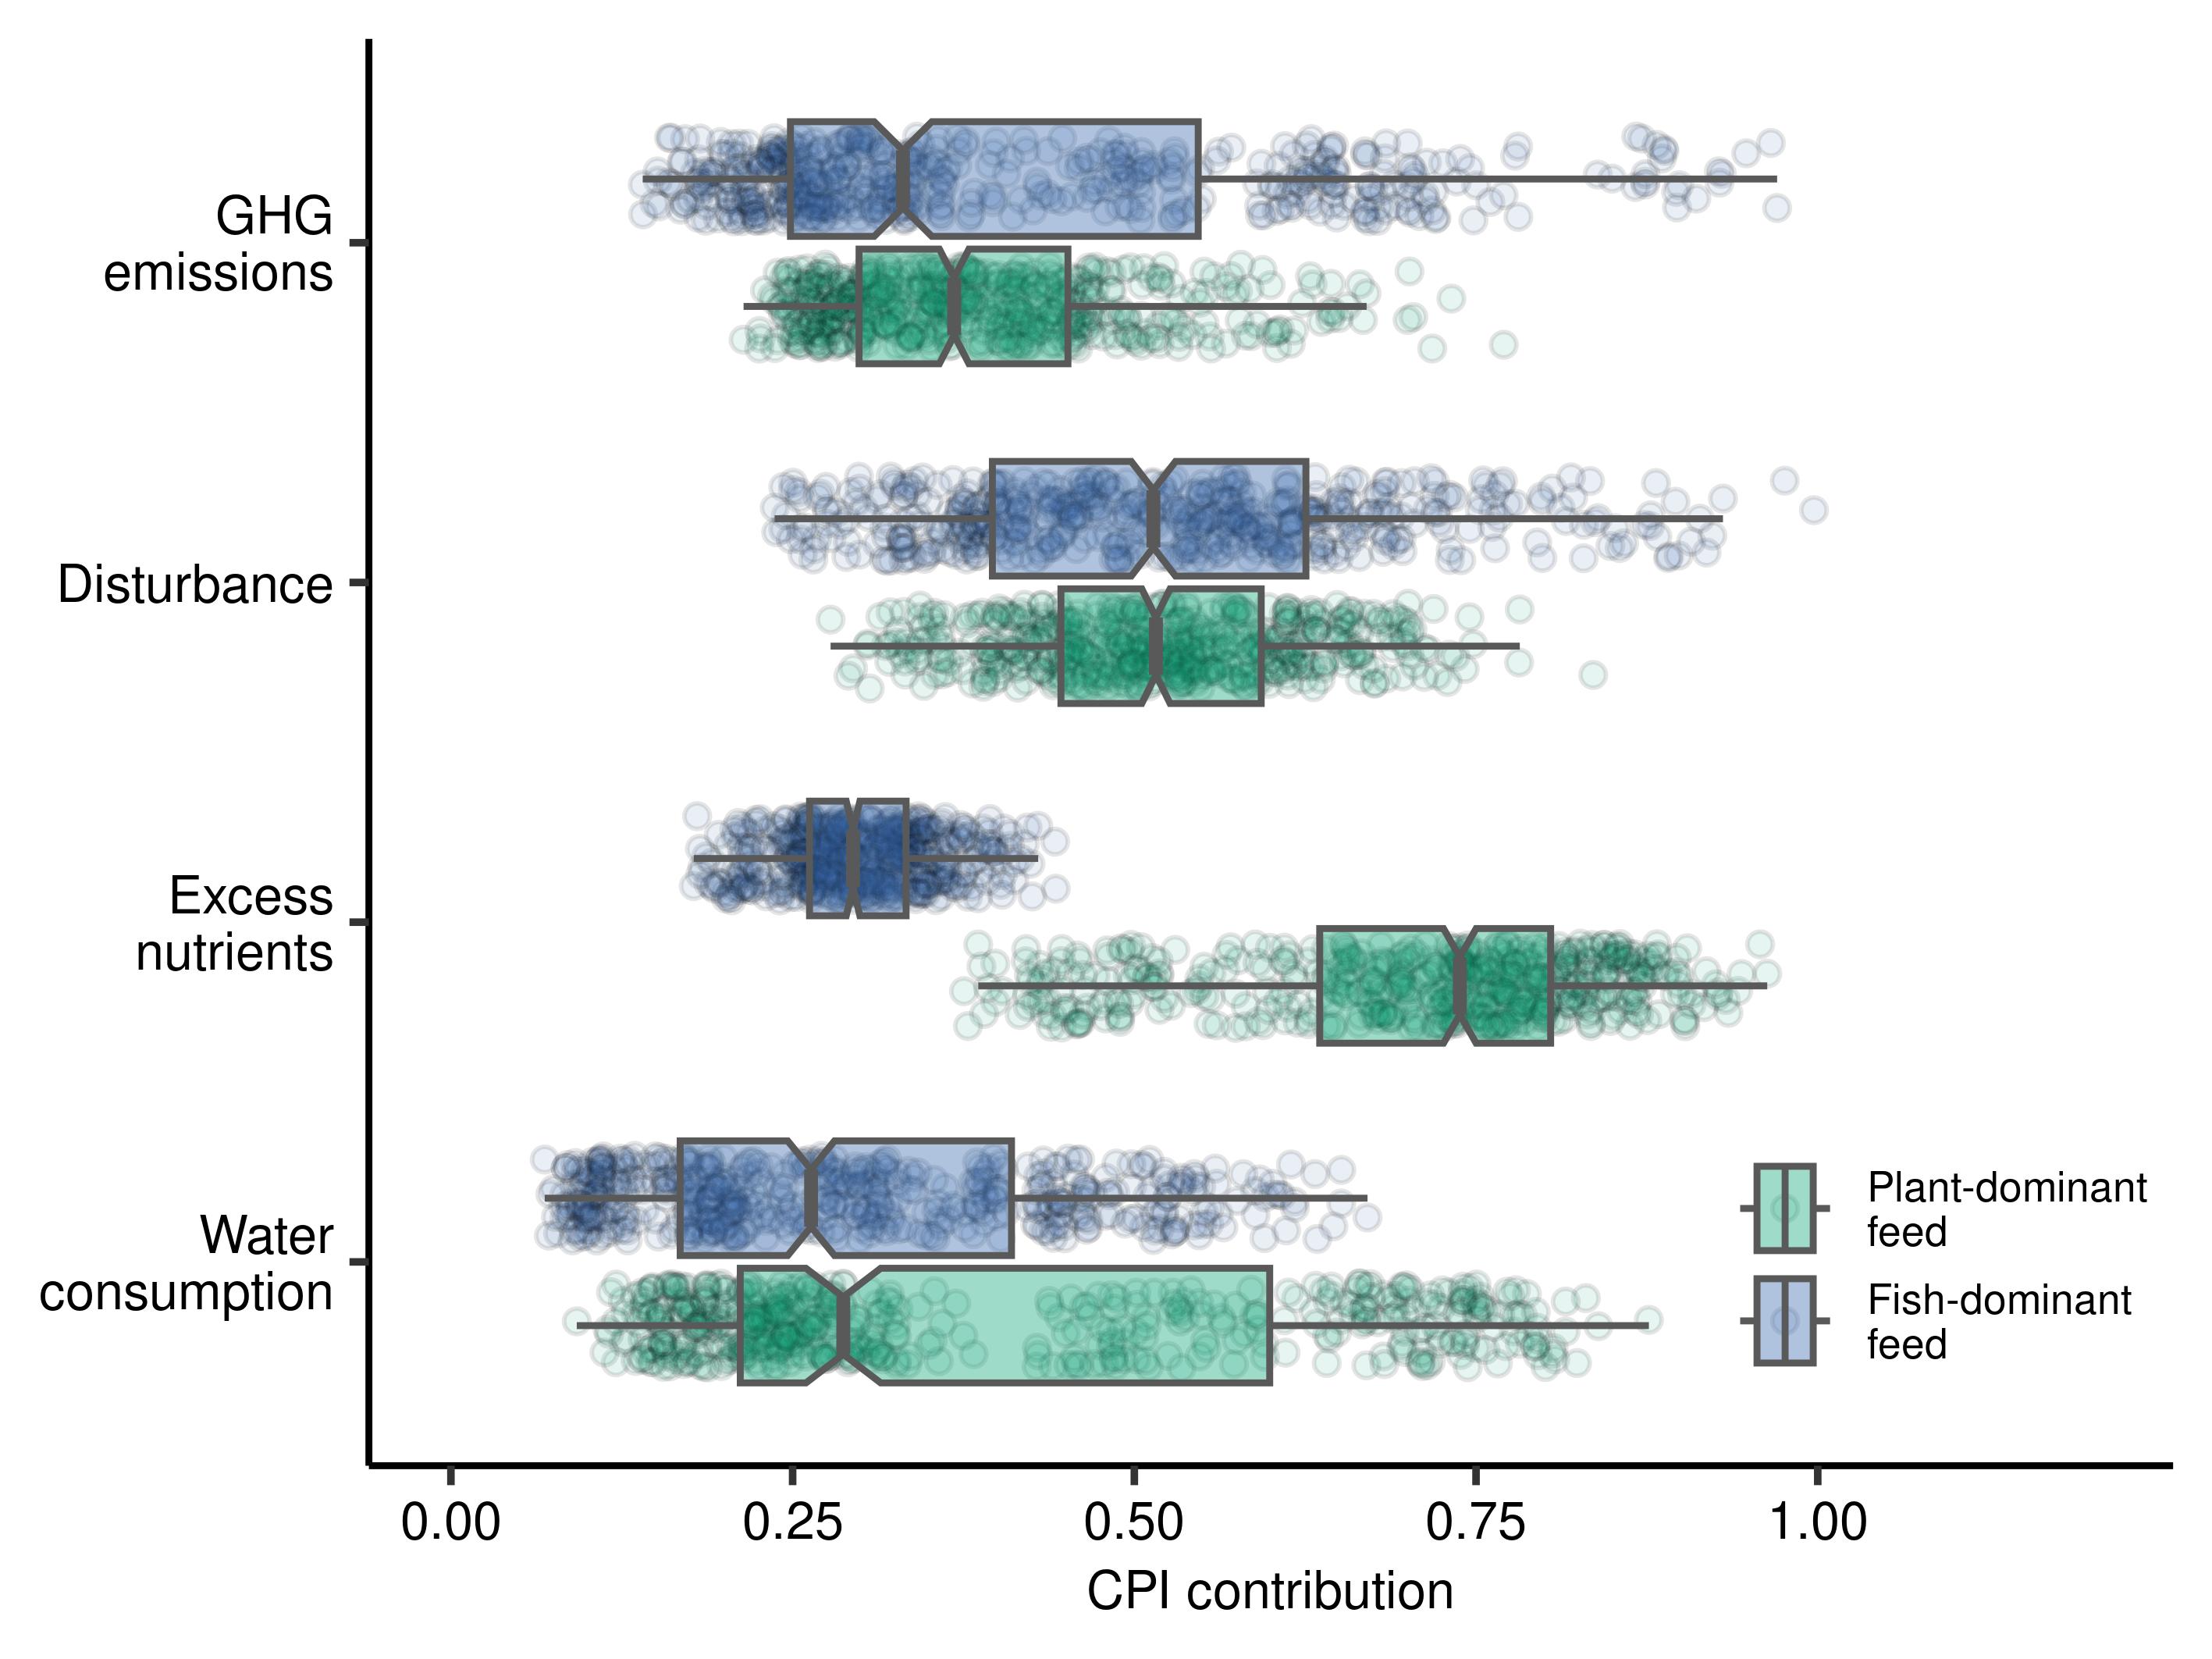 GHG
emissions
Disturbance
Excess
nutrients
Water
consumption
Plant-dominant
feed
Fish-dominant
feed
0.00
0.25
0.50
0.75
1.00
CPI contribution